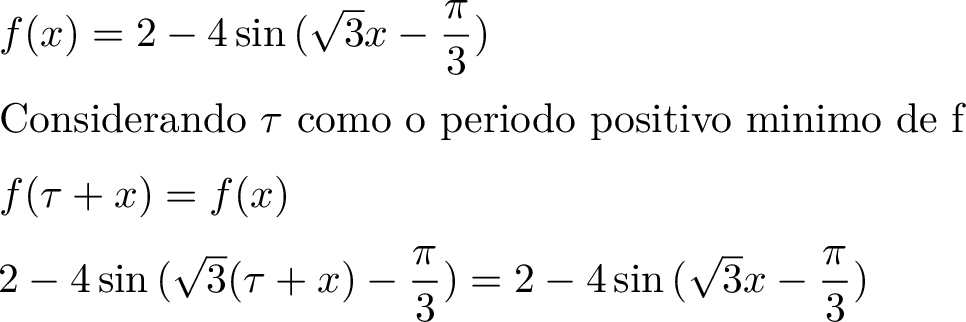 f(x) = 2 − 4 sin (√3x − π/3)
Considerando τ como o periodo positivo minimo de f
f(τ + x) = f(x)
2 − 4 sin (√3(τ + x) − π/3) = 2 − 4 sin (√3x − π/3)